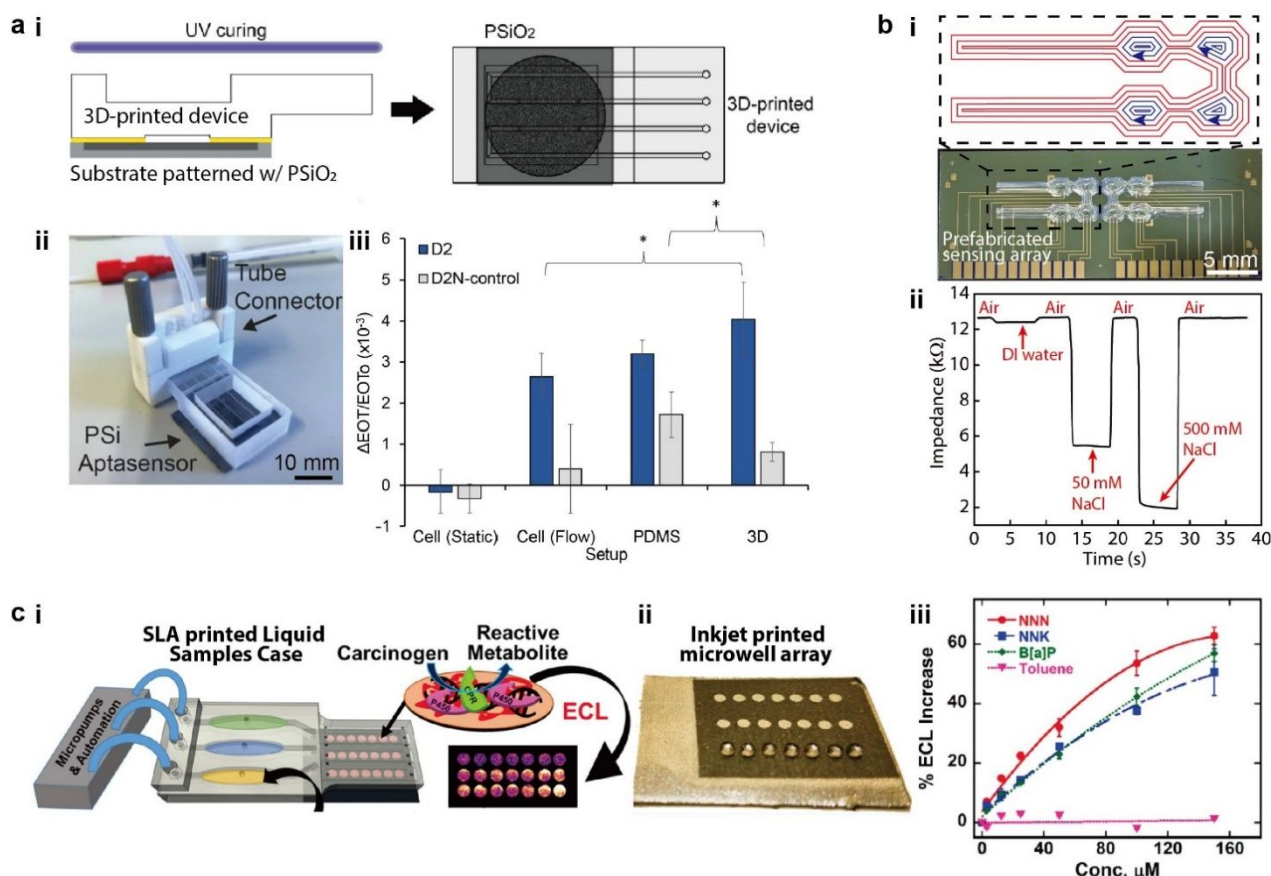 a i
UV curing
3D-printed device
Substrate patterned w/ PSiO₂
PSiO₂
3D-printed
device
ii
Tube
Connector
PSi
Aptasensor
10 mm
iii
D2
D2N-control
*
*
ΔEOT/EOTo (x10⁻³)
6
5
4
3
2
1
0
-1
Cell (Static)
Cell (Flow)
PDMS
3D
Setup
b i
Prefabricated
sensing array
5 mm
ii
Impedance (kΩ)
14
12
10
8
6
4
2
Air
Air
Air
Air
DI water
50 mM
NaCl
500 mM
NaCl
0 5 10 15 20 25 30 35 40
Time (s)
c i
SLA printed Liquid
Samples Case
Micropumps
& Automation
Carcinogen
Reactive
Metabolite
P450
CPR
P450
ECL
ii
Inkjet printed
microwell array
iii
NNN
NNK
B[a]P
Toluene
% ECL Increase
60
40
20
0
0 40 80 120 160
Conc. μM